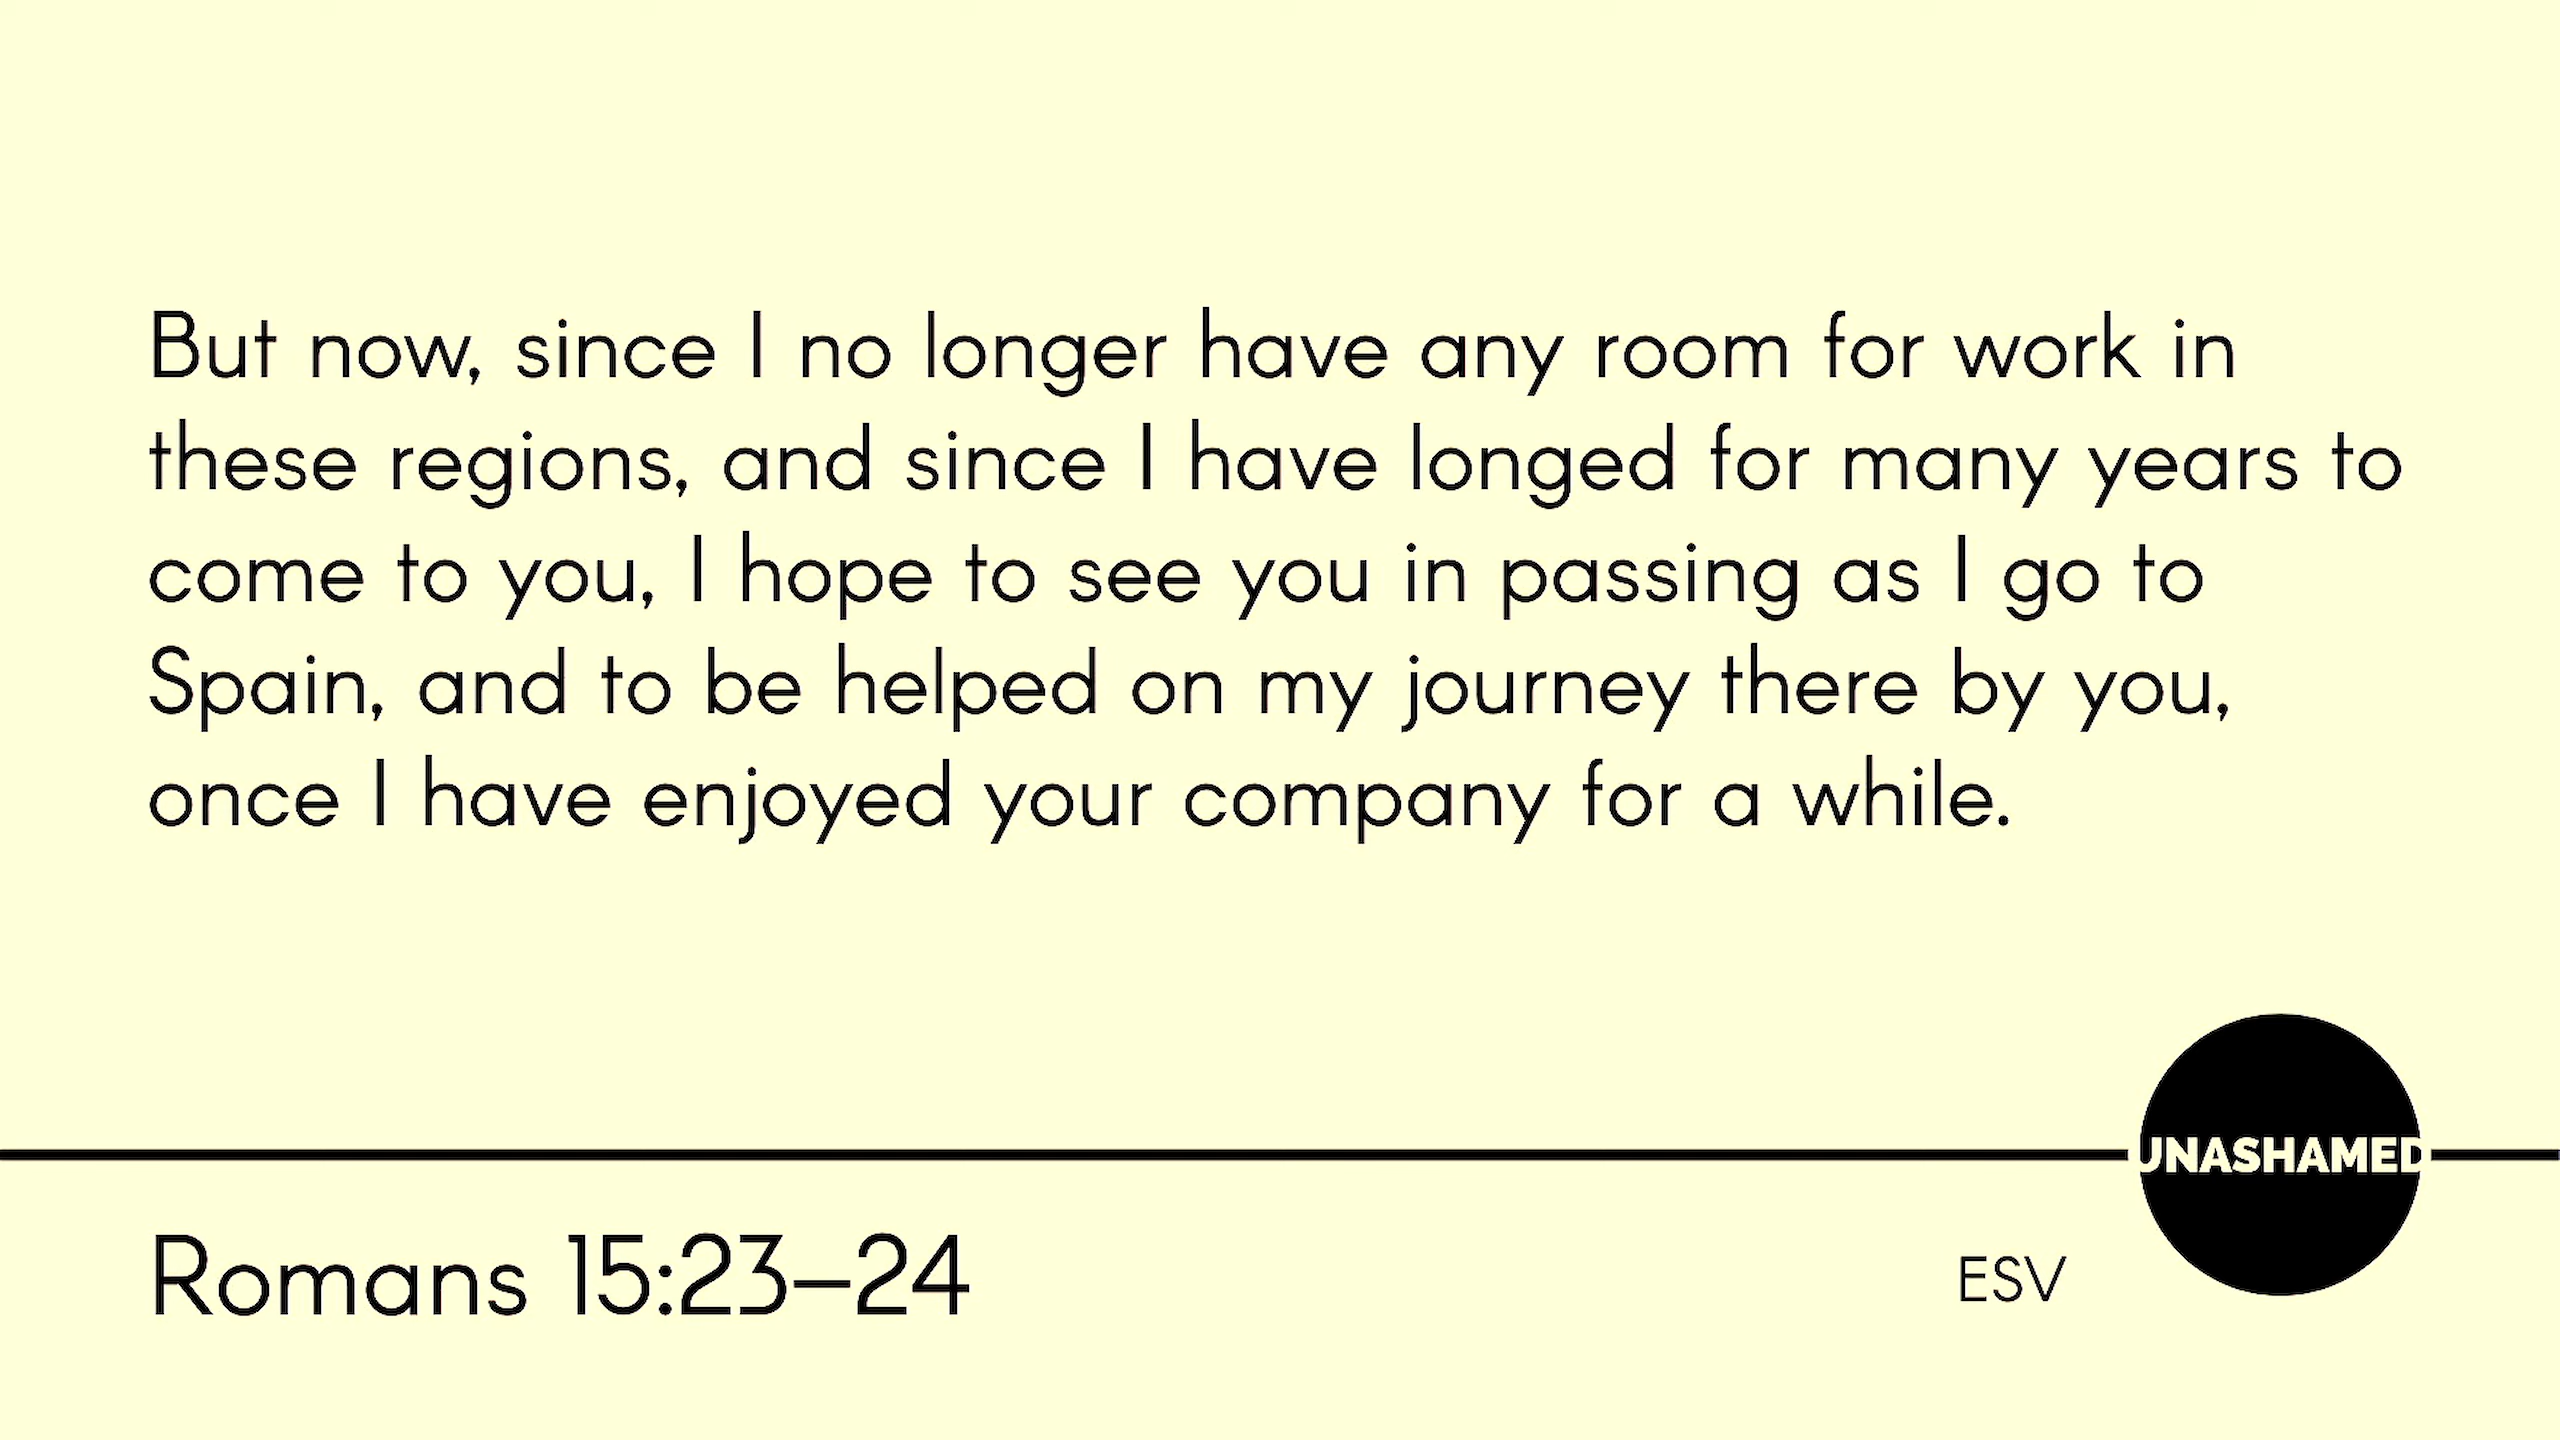 But now, since I no longer have any room for work in
these regions, and since I have longed for many years to
come to you, I hope to see you in passing as I go to
Spain, and to be helped on my journey there by you,
once I have enjoyed your company for a while.
UNASHAMED
Romans 15:23–24
ESV